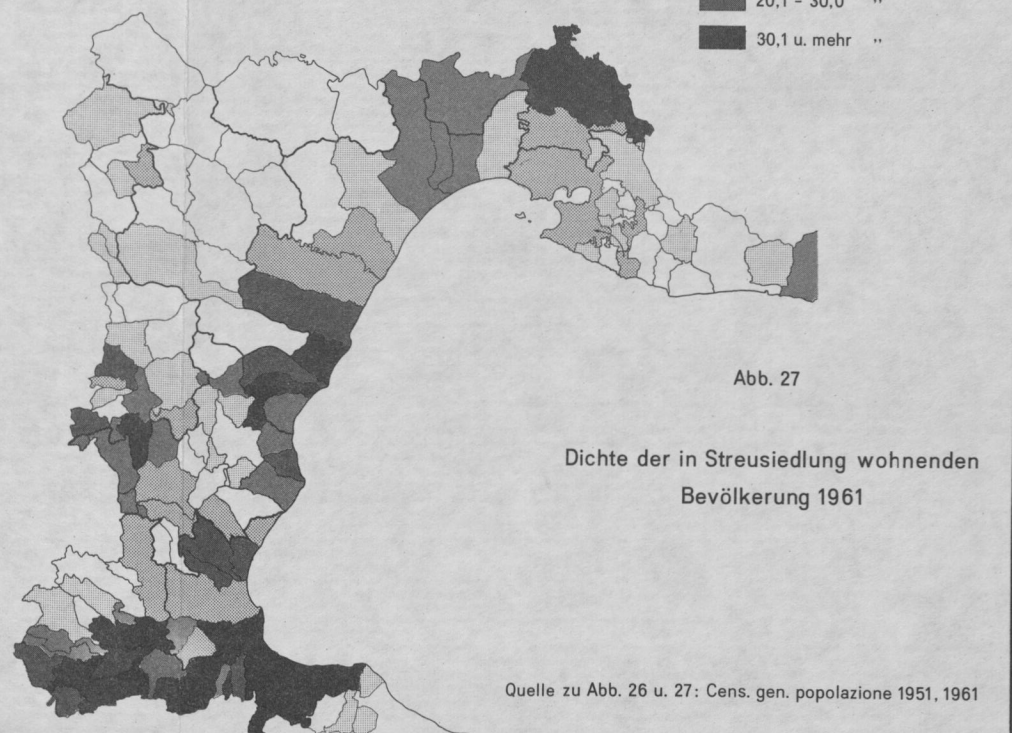 20,1 - 30,0 "
30,1 u. mehr "
Abb. 27
Dichte der in Streusiedlung wohnenden
Bevölkerung 1961
Quelle zu Abb. 26 u. 27: Cens. gen. popolazione 1951, 1961